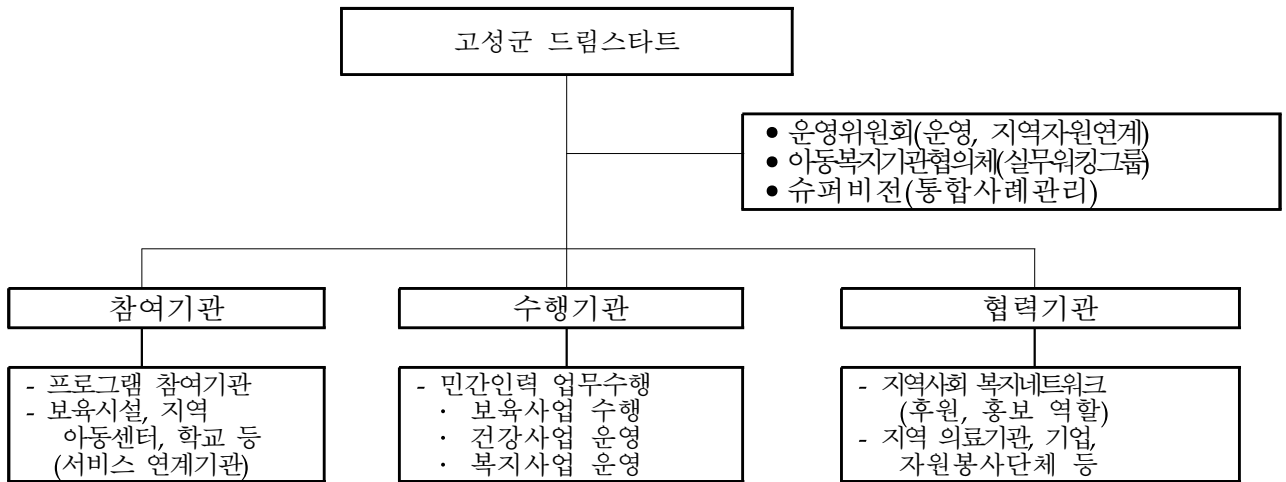 고성군 드림스타트
● 운영위원회(운영, 지역자원연계)
● 아동복지기관협의체(실무워킹그룹)
● 슈퍼비전(통합사례관리)
참여기관
수행기관
협력기관
- 프로그램 참여기관
- 보육시설, 지역
아동센터, 학교 등
(서비스 연계기관)
- 민간인력 업무수행
· 보육사업 수행
· 건강사업 운영
· 복지사업 운영
- 지역사회 복지네트워크
(후원, 홍보 역할)
- 지역 의료기관, 기업,
자원봉사단체 등